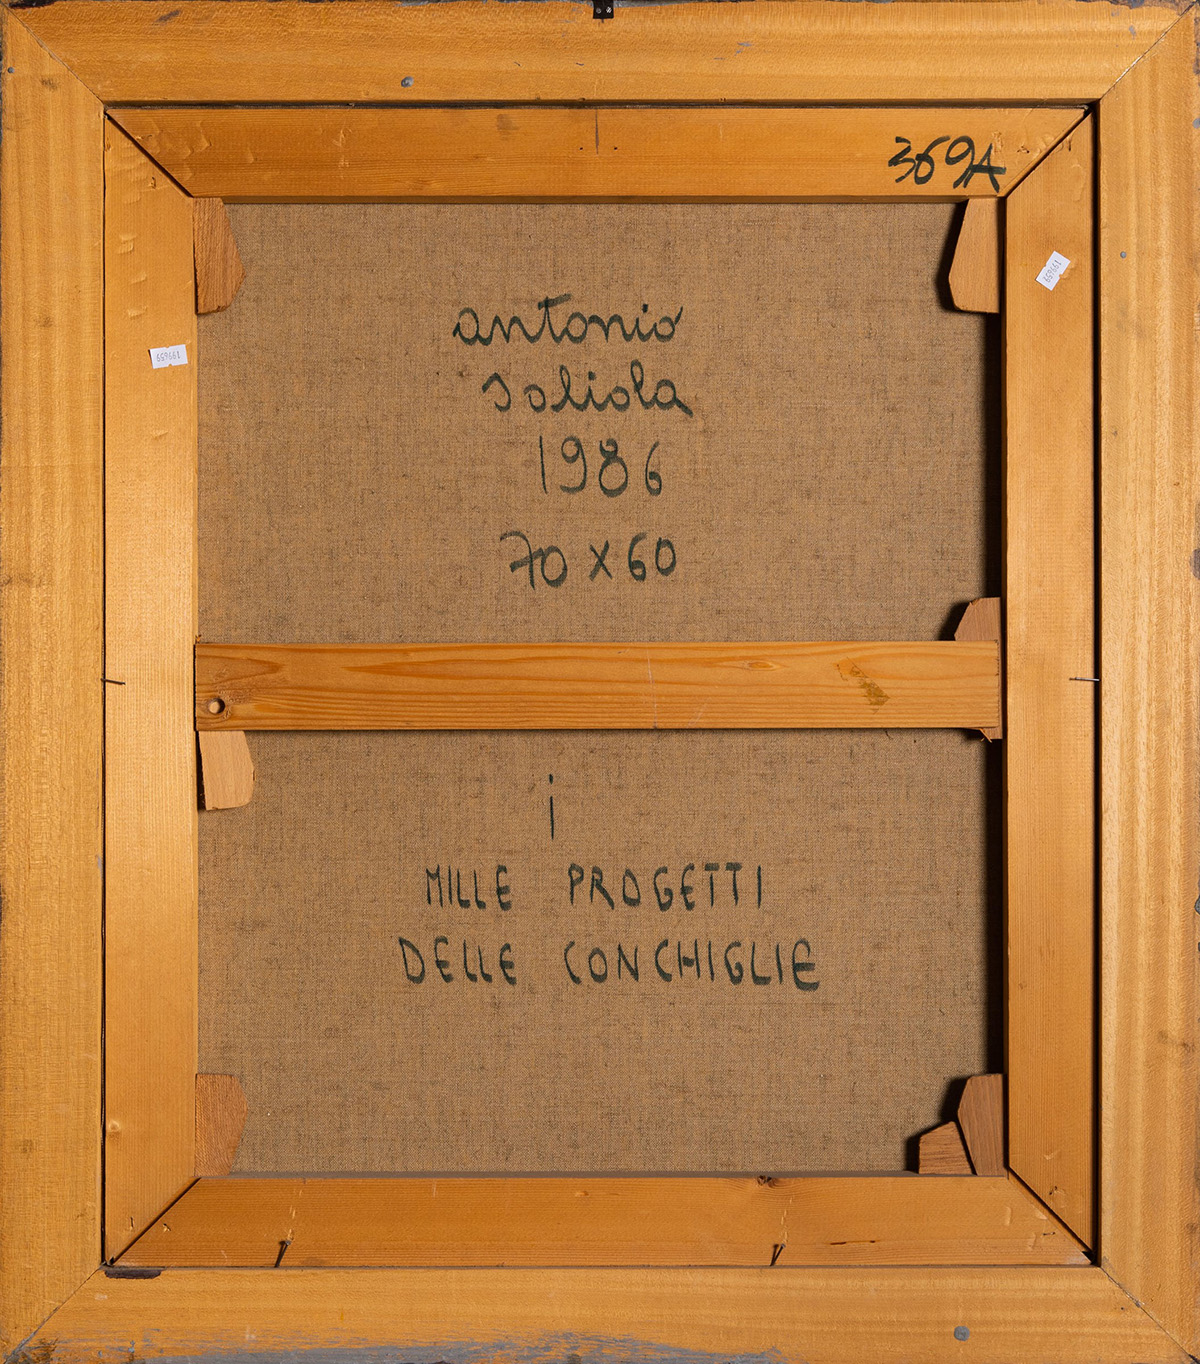 369A
antonio
soliola
1986
70 x 60
i
MILLE PROGETTI
DELLE CONCHIGLIE